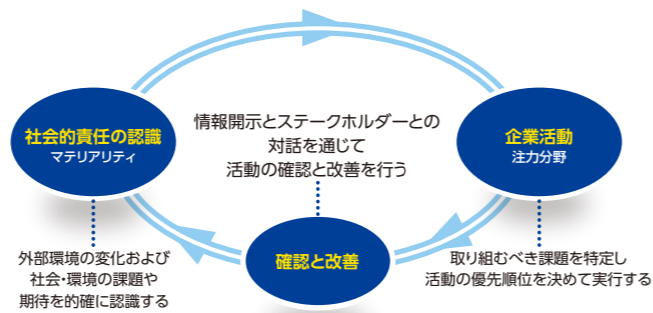 社会的責任の認識
マテリアリティ
外部環境の変化および
社会・環境の課題や
期待を的確に認識する
情報開示とステークホルダーとの
対話を通じて
活動の確認と改善を行う
確認と改善
企業活動
注力分野
取り組むべき課題を特定し
活動の優先順位を決めて実行する